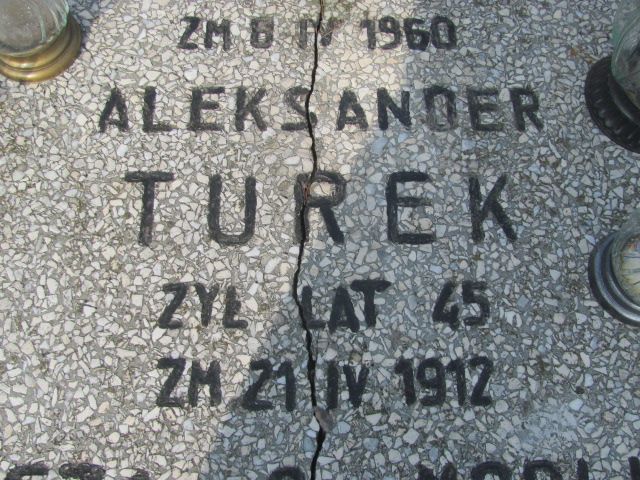 ZM 8 IV 1960
ALEKSANDER
TUREK
ŻYŁ LAT 45
ZM 21 IV 1912